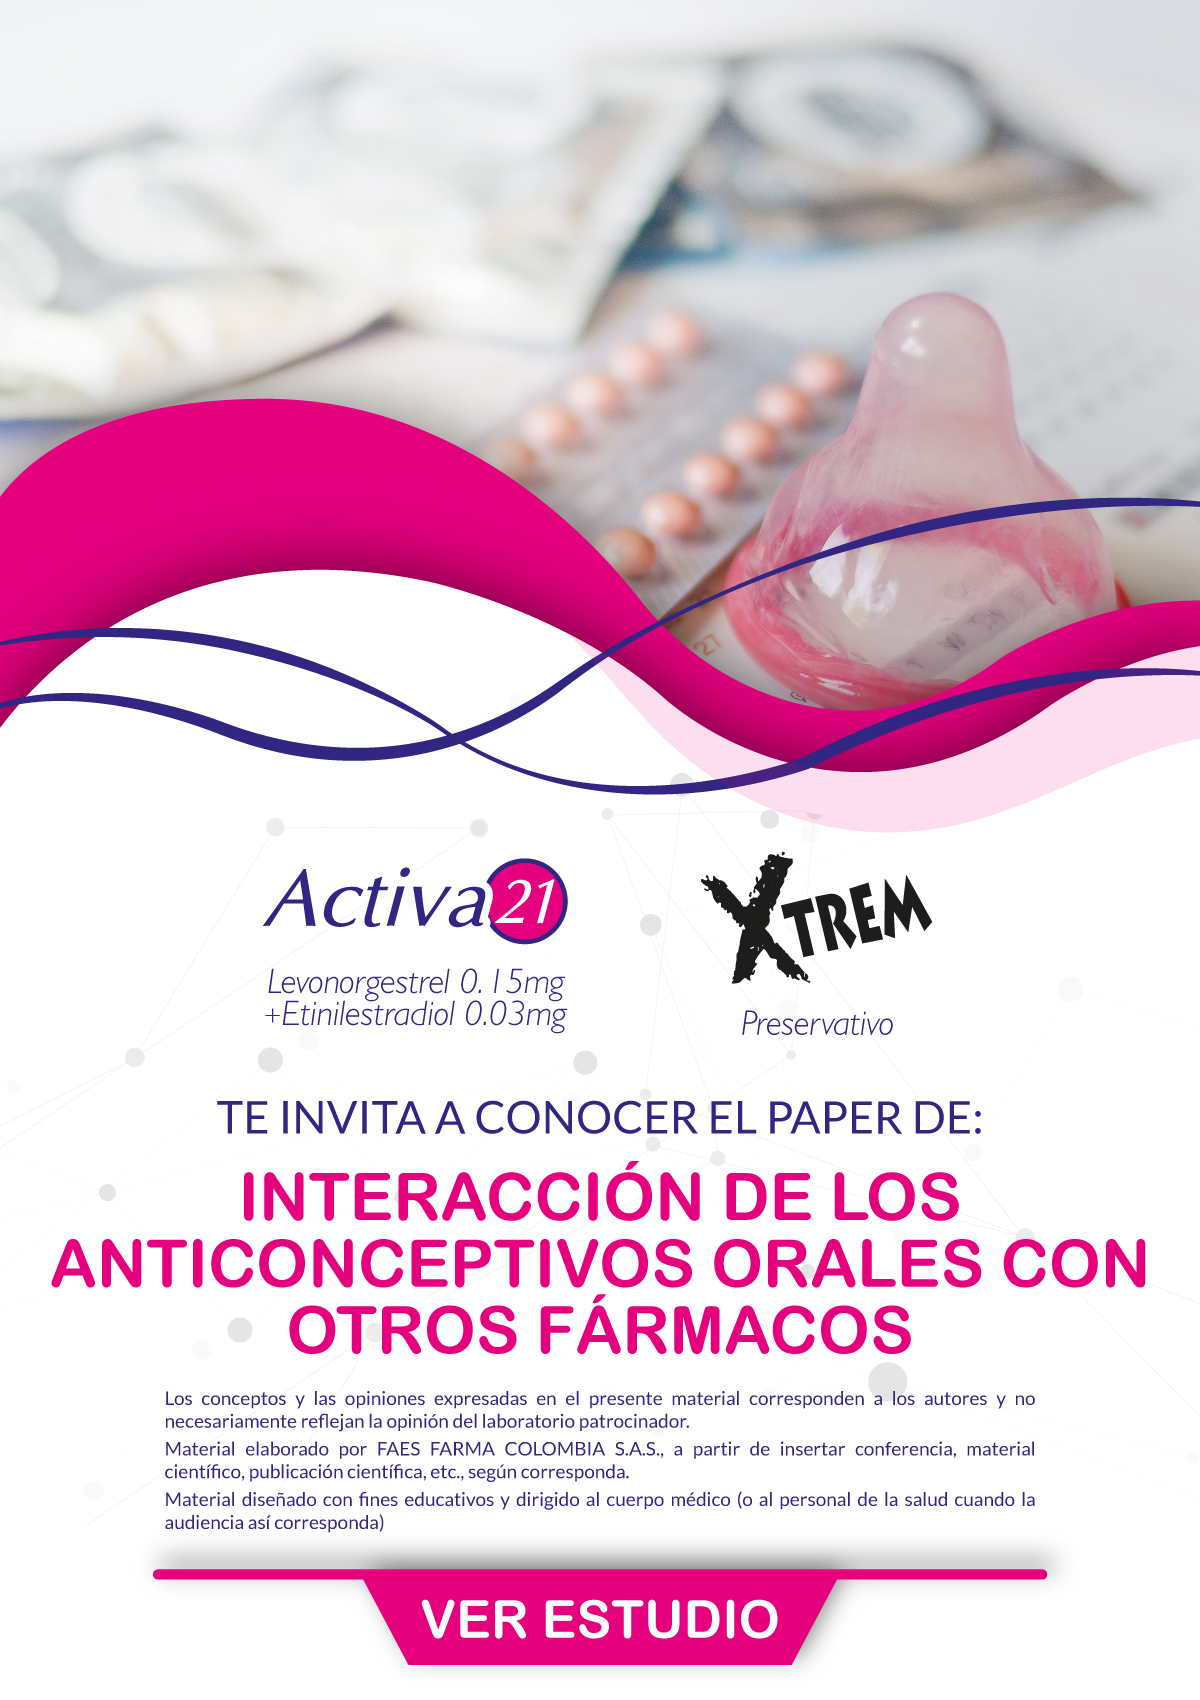 27
Activa 21
XTREM
Levonorgestrel 0.15mg
+Etinilestradiol 0.03mg
Preservativo
TE INVITA A CONOCER EL PAPER DE:
INTERACCIÓN DE LOS
ANTICONCEPTIVOS ORALES CON
OTROS FÁRMACOS
Los conceptos y las opiniones expresadas en el presente material corresponden a los autores y no
necesariamente reflejan la opinión del laboratorio patrocinador.
Material elaborado por FAES FARMA COLOMBIA S.A.S., a partir de insertar conferencia, material
científico, publicación científica, etc., según corresponda.
Material diseñado con fines educativos y dirigido al cuerpo médico (o al personal de la salud cuando la
audiencia así corresponda)
VER ESTUDIO